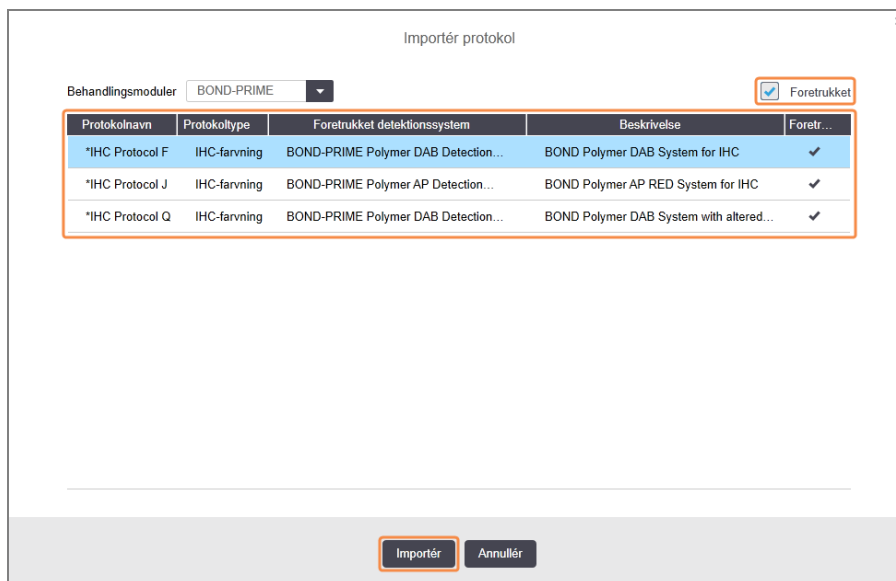 Importér protokol
Behandlingsmoduler BOND-PRIME Foretrukket
Protokolnavn Protokoltype Foretrukket detektionssystem Beskrivelse Foretr...
*IHC Protocol F IHC-farvning BOND-PRIME Polymer DAB Detection... BOND Polymer DAB System for IHC
*IHC Protocol J IHC-farvning BOND-PRIME Polymer AP Detection... BOND Polymer AP RED System for IHC
*IHC Protocol Q IHC-farvning BOND-PRIME Polymer DAB Detection... BOND Polymer DAB System with altered...
Importér Annullér